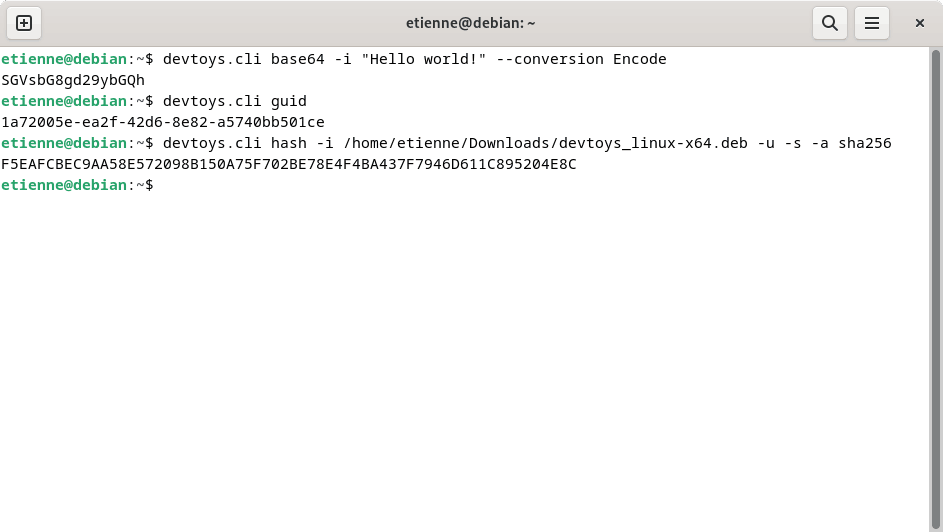 etienne@debian: ~
etienne@debian:~$ devtoys.cli base64 -i "Hello world!" --conversion Encode
SGVsbG8gd29ybGQh
etienne@debian:~$ devtoys.cli guid
1a72005e-ea2f-42d6-8e82-a5740bb501ce
etienne@debian:~$ devtoys.cli hash -i /home/etienne/Downloads/devtoys_linux-x64.deb -u -s -a sha256
F5EAFCBEC9AA58E572098B150A75F702BE78E4F4BA437F7946D611C895204E8C
etienne@debian:~$